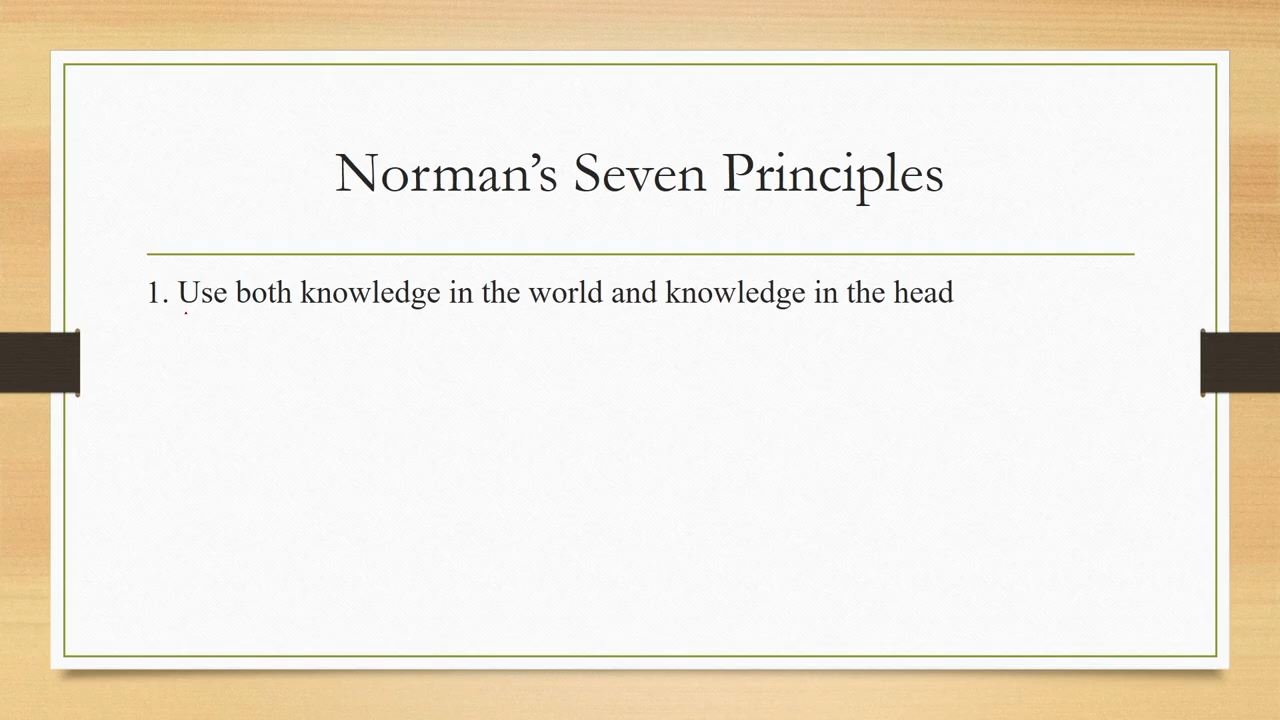 Norman’s Seven Principles
1. Use both knowledge in the world and knowledge in the head